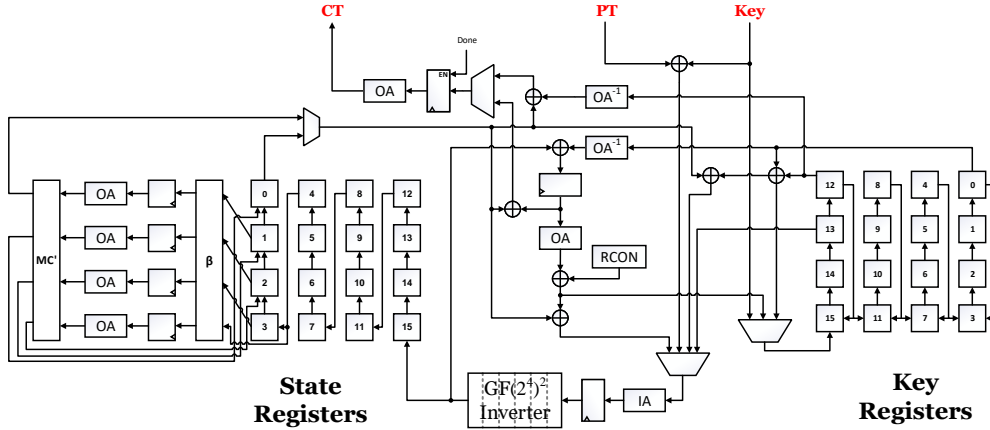 CT
PT
Key
Done
EN
OA
OA⁻¹
OA⁻¹
0
4
8
12
12
8
4
0
OA
MC'
β
1
5
9
13
13
9
5
1
OA
OA
RCON
2
6
10
14
14
10
6
2
OA
3
7
11
15
15
11
7
3
OA
State
Registers
GF(2⁴)²
Inverter
IA
Key
Registers